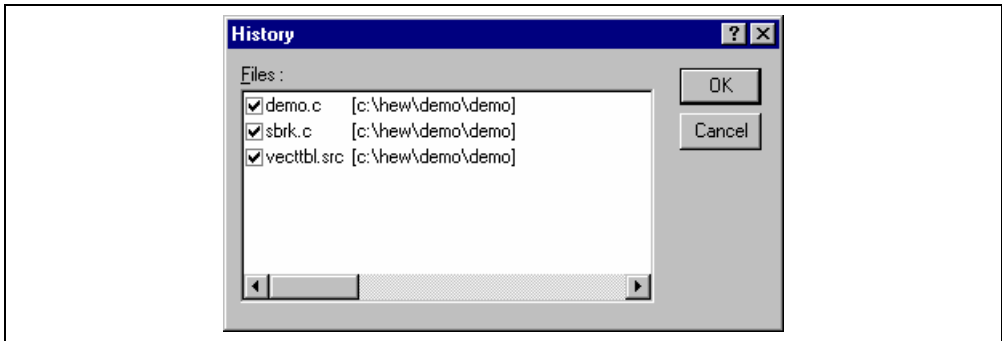 History
Files :
demo.c [c:\hew\demo\demo]
sbrk.c [c:\hew\demo\demo]
vecttbl.src [c:\hew\demo\demo]
OK
Cancel